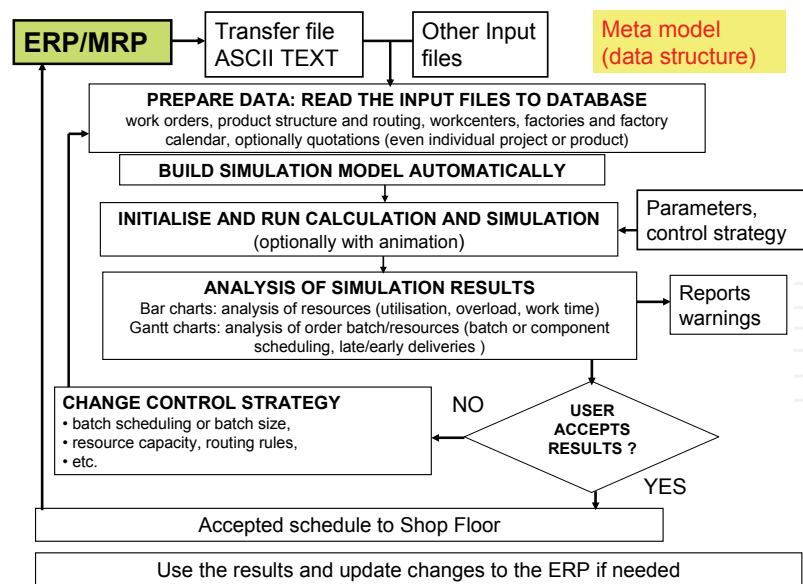 ERP/MRP
Transfer file
ASCII TEXT
Other Input
files
Meta model
(data structure)
PREPARE DATA: READ THE INPUT FILES TO DATABASE
work orders, product structure and routing, workcenters, factories and factory
calendar, optionally quotations (even individual project or product)
BUILD SIMULATION MODEL AUTOMATICALLY
INITIALISE AND RUN CALCULATION AND SIMULATION
(optionally with animation)
Parameters,
control strategy
ANALYSIS OF SIMULATION RESULTS
Bar charts: analysis of resources (utilisation, overload, work time)
Gantt charts: analysis of order batch/resources (batch or component
scheduling, late/early deliveries )
Reports
warnings
CHANGE CONTROL STRATEGY
• batch scheduling or batch size,
• resource capacity, routing rules,
• etc.
NO
USER
ACCEPTS
RESULTS ?
YES
Accepted schedule to Shop Floor
Use the results and update changes to the ERP if needed